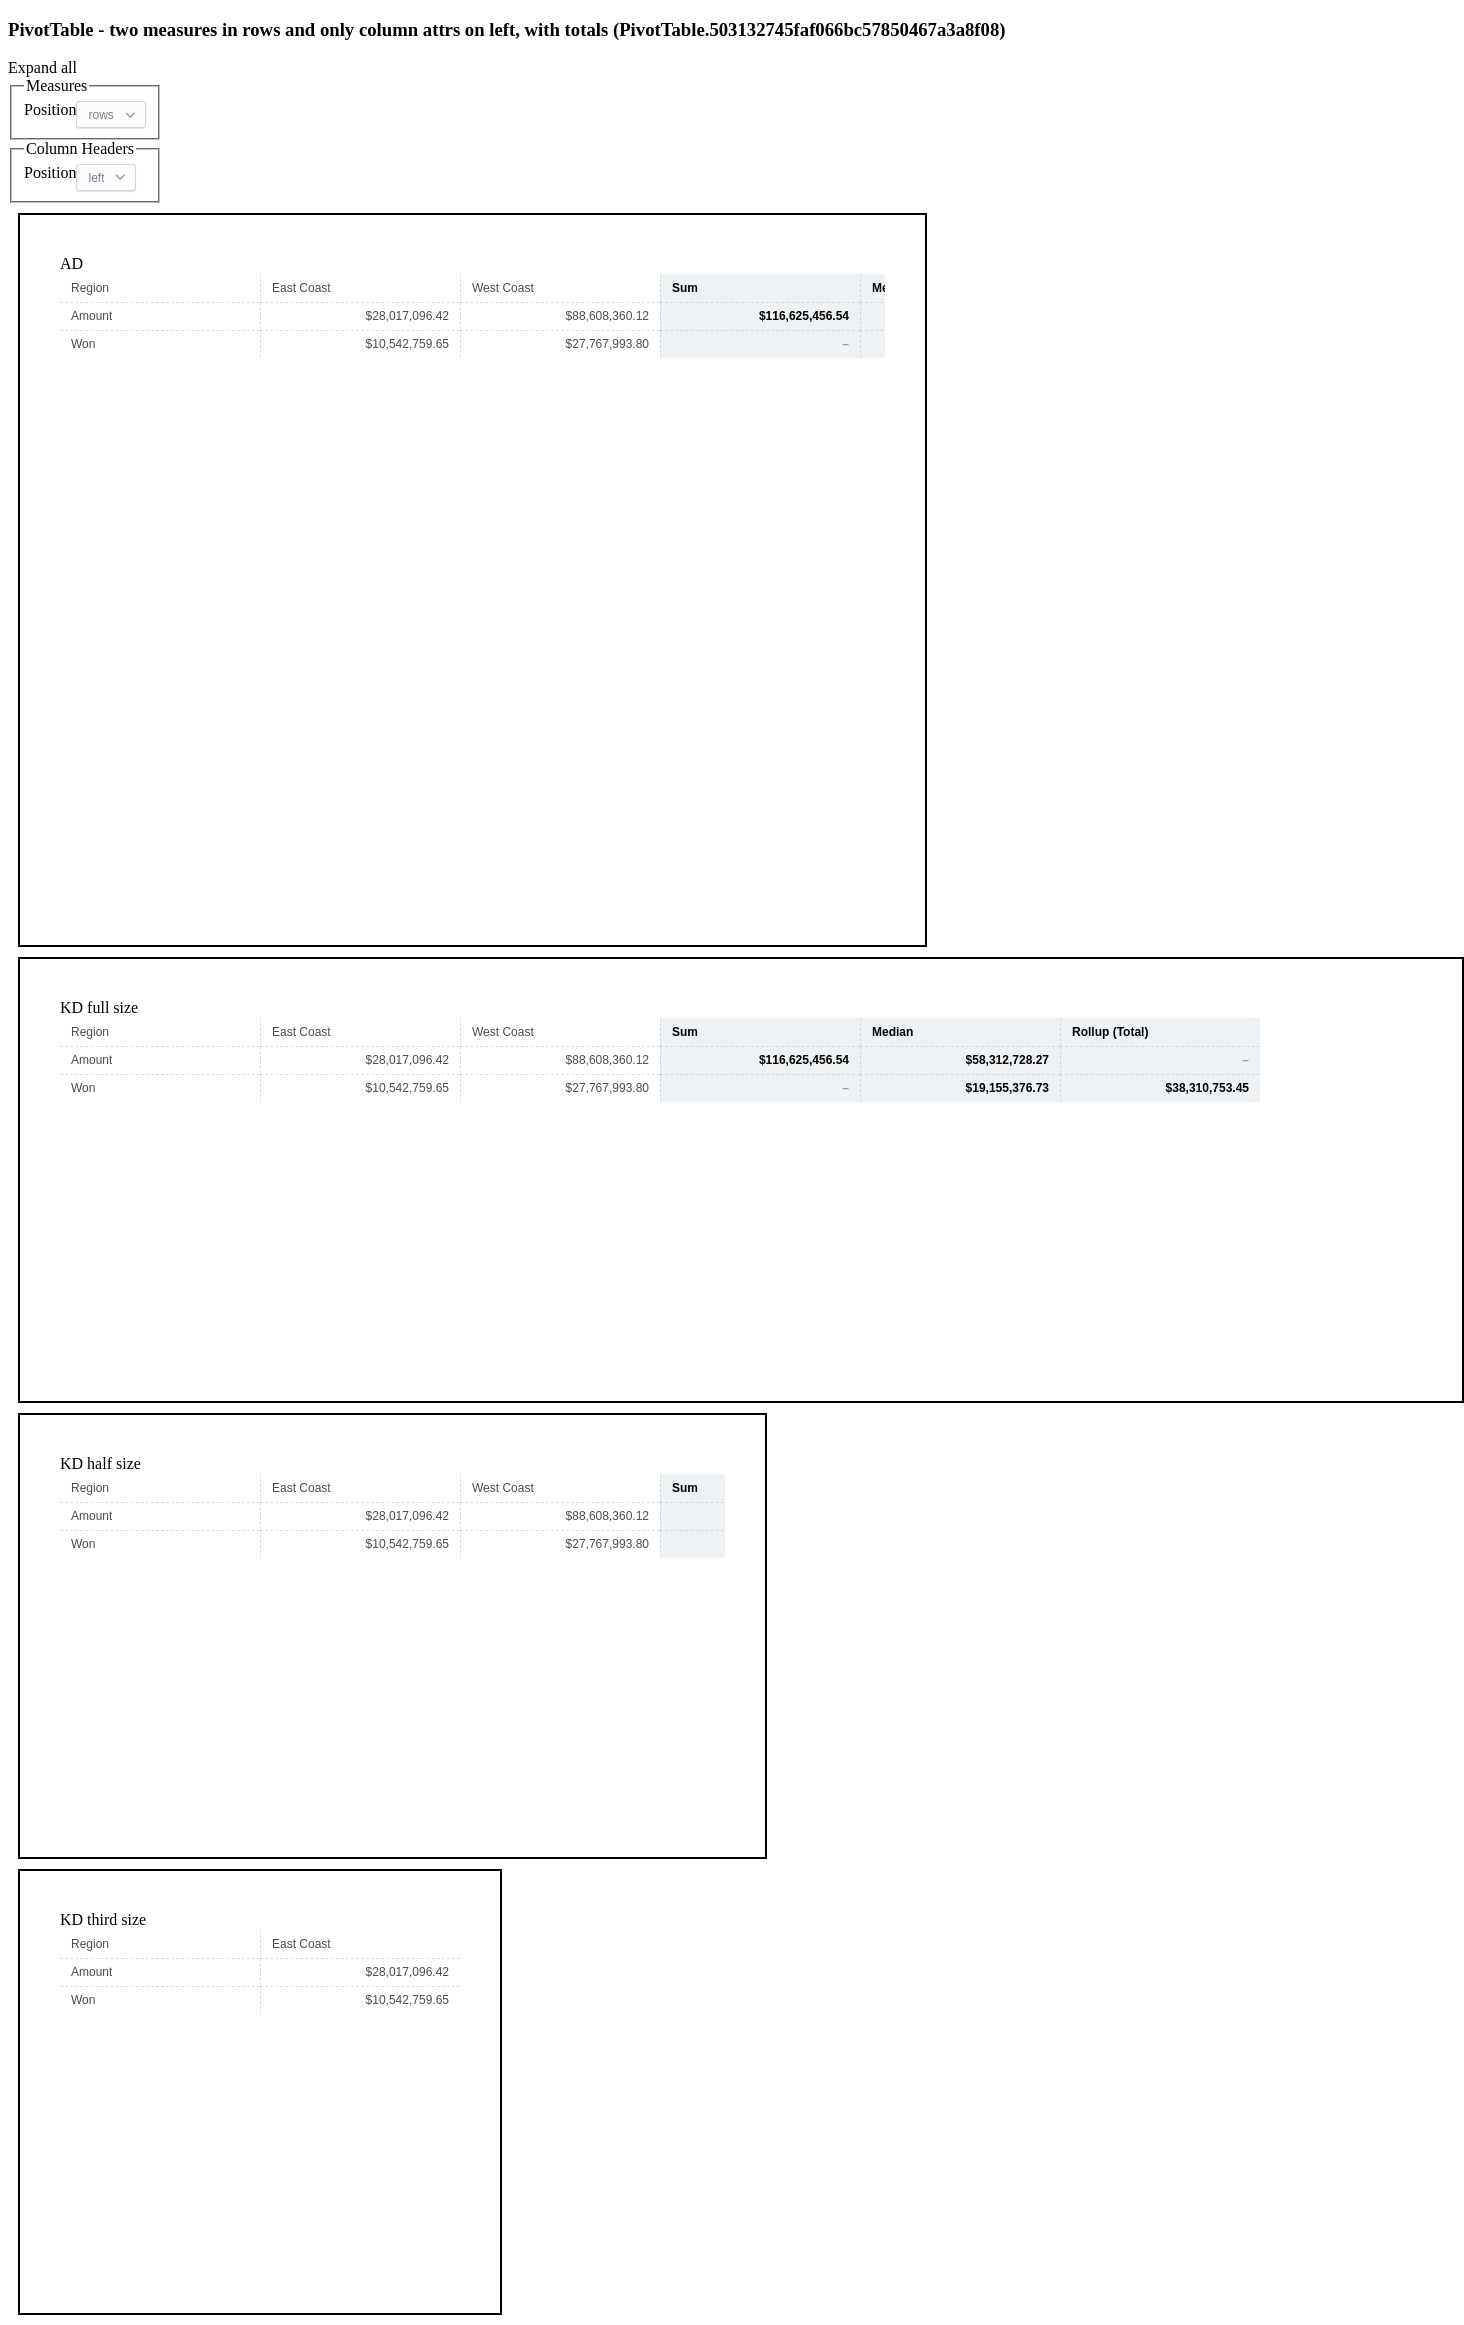 PivotTable - two measures in rows and only column attrs on left, with totals (PivotTable.503132745faf066bc57850467a3a8f08)
Expand all
Measures
Position rows
Column Headers
Position left
AD
Region East Coast West Coast Sum Me
Amount $28,017,096.42 $88,608,360.12 $116,625,456.54
Won $10,542,759.65 $27,767,993.80 –
KD full size
Region East Coast West Coast Sum Median Rollup (Total)
Amount $28,017,096.42 $88,608,360.12 $116,625,456.54 $58,312,728.27 –
Won $10,542,759.65 $27,767,993.80 – $19,155,376.73 $38,310,753.45
KD half size
Region East Coast West Coast Sum
Amount $28,017,096.42 $88,608,360.12
Won $10,542,759.65 $27,767,993.80
KD third size
Region East Coast
Amount $28,017,096.42
Won $10,542,759.65